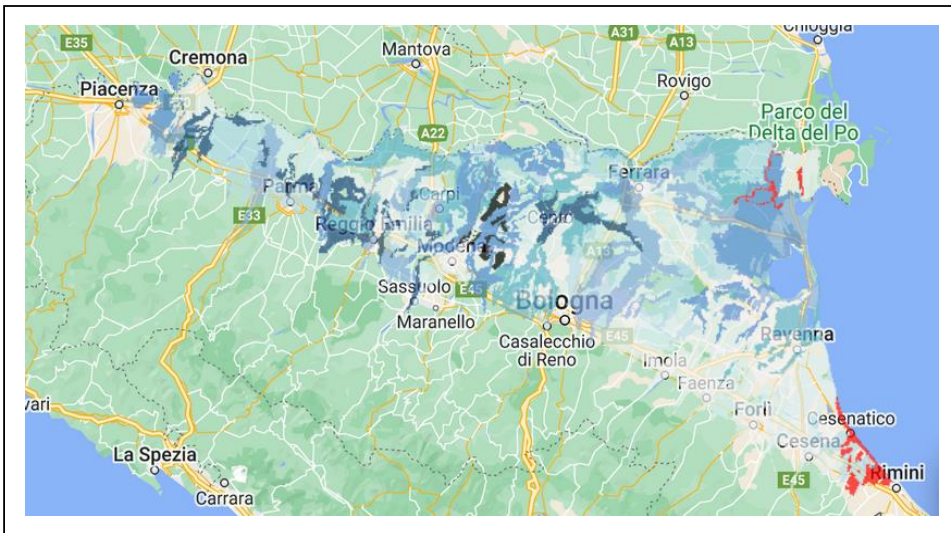 Chioggia
E35
A31
A13
Cremona
Mantova
Piacenza
Rovigo
Parco del
Delta del Po
A22
Ferrara
Parma
Carpi
E33
Reggio Emilia
Cento
Modena
A13
Sassuolo
E45
Bologna
Maranello
Casalecchio
di Reno
E45
Ravenna
Imola
Faenza
vari
Forlì
Cesenatico
Cesena
La Spezia
E45
Rimini
Carrara